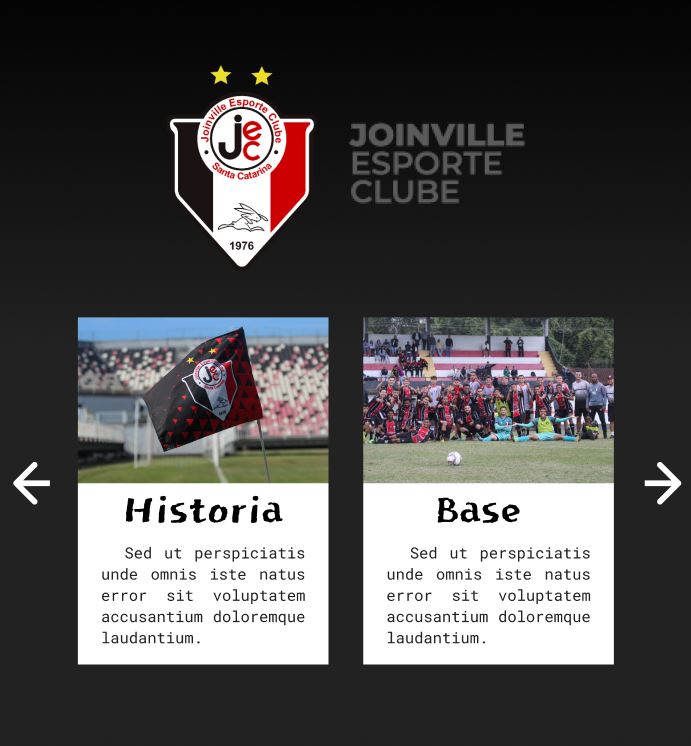 Joinville Esporte Clube
jec
Santa Catarina
1976
JOINVILLE
ESPORTE
CLUBE
Historia
Sed ut perspiciatis
unde omnis iste natus
error sit voluptatem
accusantium doloremque
laudantium.
Base
Sed ut perspiciatis
unde omnis iste natus
error sit voluptatem
accusantium doloremque
laudantium.